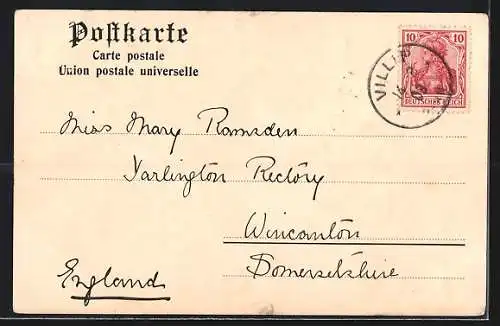 Postkarte
Carte postale
Union postale universelle
10 10
DEUTSCHES REICH
VILLIN
Miss Mary Ramsden
Yarlington Rectory
Wincanton
Somersetshire
England